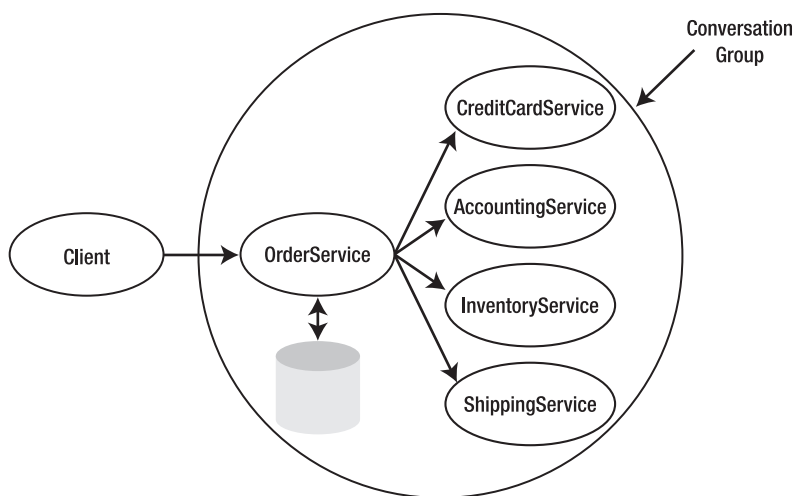 Conversation
Group
CreditCardService
AccountingService
Client
OrderService
InventoryService
ShippingService